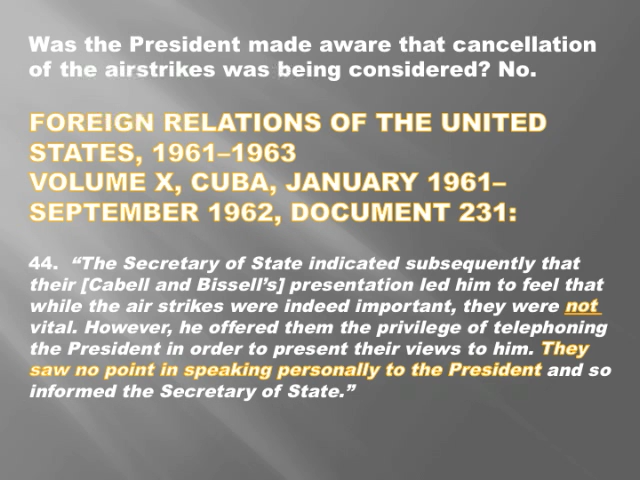 Was the President made aware that cancellation
of the airstrikes was being considered? No.
FOREIGN RELATIONS OF THE UNITED
STATES, 1961–1963
VOLUME X, CUBA, JANUARY 1961–
SEPTEMBER 1962, DOCUMENT 231:
44. “The Secretary of State indicated subsequently that
their [Cabell and Bissell’s] presentation led him to feel that
while the air strikes were indeed important, they were not
vital. However, he offered them the privilege of telephoning
the President in order to present their views to him. They
saw no point in speaking personally to the President and so
informed the Secretary of State.”